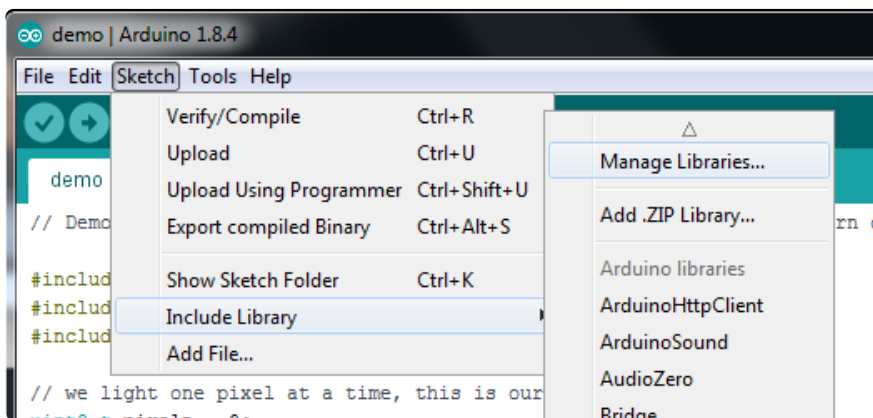 demo | Arduino 1.8.4
File Edit Sketch Tools Help
Verify/Compile Ctrl+R
Upload Ctrl+U
Upload Using Programmer Ctrl+Shift+U
Export compiled Binary Ctrl+Alt+S
Show Sketch Folder Ctrl+K
Include Library
Add File...
Manage Libraries...
Add .ZIP Library...
Arduino libraries
ArduinoHttpClient
ArduinoSound
AudioZero
Bridge
demo
// Demo
#includ
#includ
#includ
// we light one pixel at a time, this is our